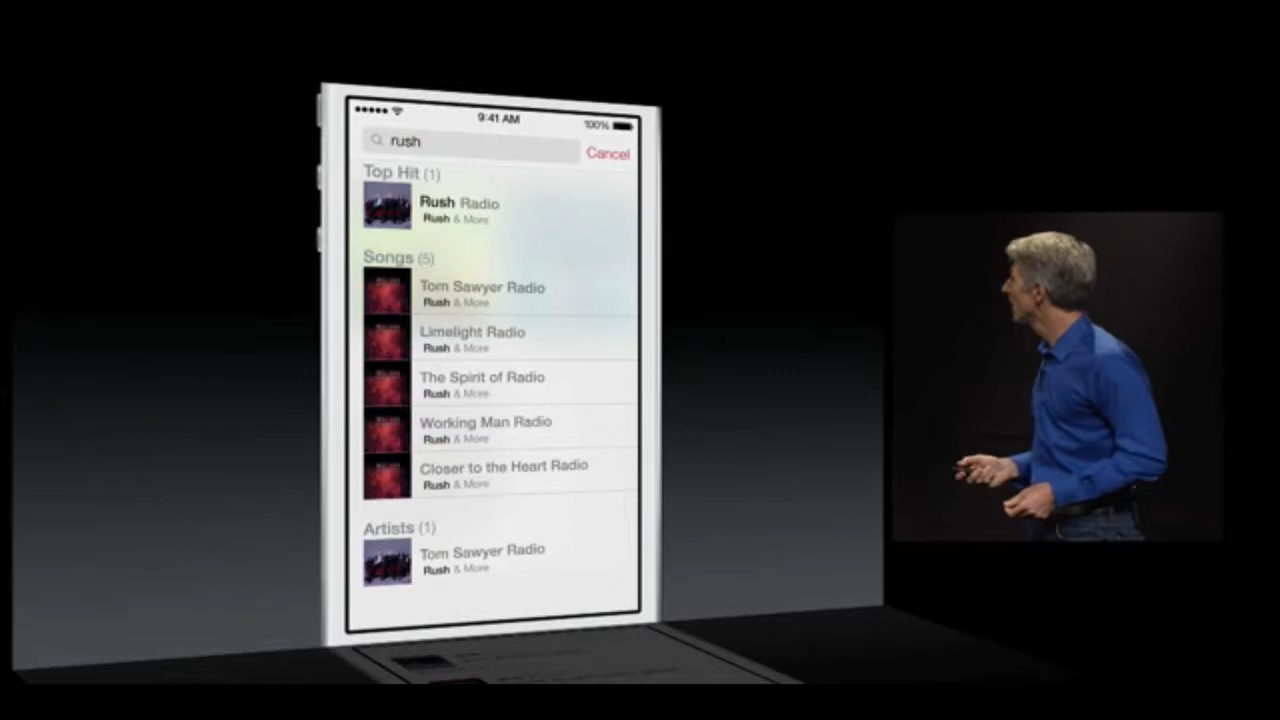 9:41 AM
100%
rush
Cancel
Top Hit (1)
Rush Radio
Rush & More
Songs (5)
Tom Sawyer Radio
Rush & More
Limelight Radio
Rush & More
The Spirit of Radio
Rush & More
Working Man Radio
Rush & More
Closer to the Heart Radio
Rush & More
Artists (1)
Tom Sawyer Radio
Rush & More